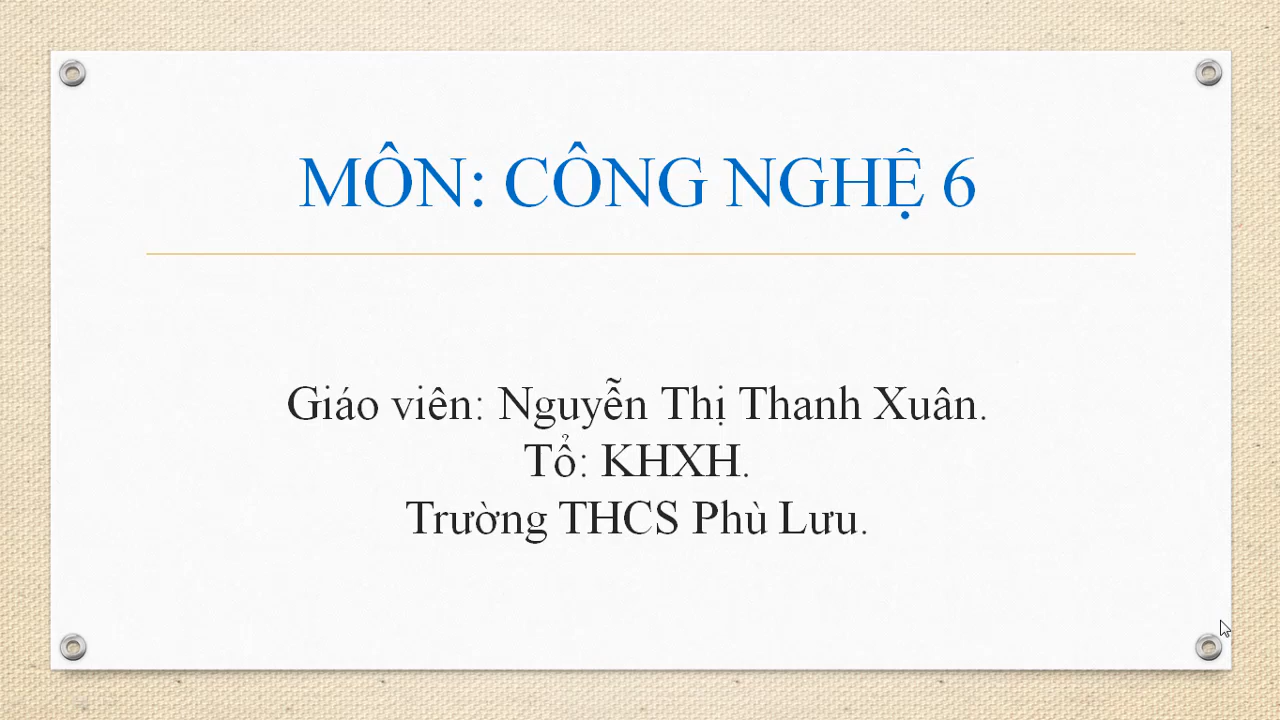 MÔN: CÔNG NGHỆ 6
Giáo viên: Nguyễn Thị Thanh Xuân.
Tổ: KHXH.
Trường THCS Phù Lưu.